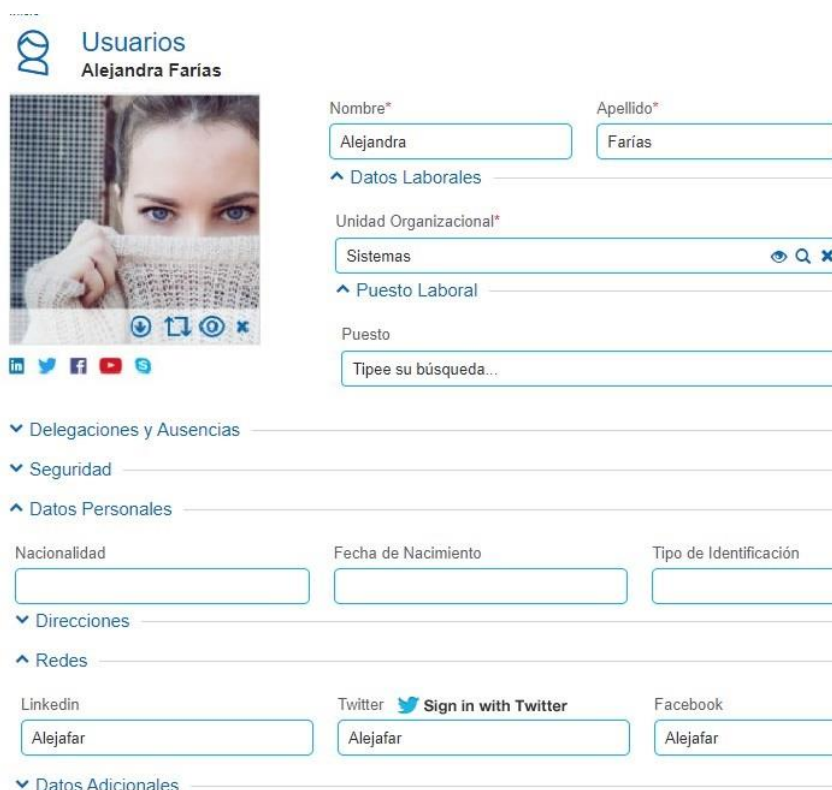 Usuarios
Alejandra Farías
Nombre*
Apellido*
Alejandra
Farías
Datos Laborales
Unidad Organizacional*
Sistemas
Puesto Laboral
Puesto
Tipee su búsqueda...
Delegaciones y Ausencias
Seguridad
Datos Personales
Nacionalidad
Fecha de Nacimiento
Tipo de Identificación
Direcciones
Redes
Linkedin
Twitter Sign in with Twitter
Facebook
Alejafar
Alejafar
Alejafar
Datos Adicionales